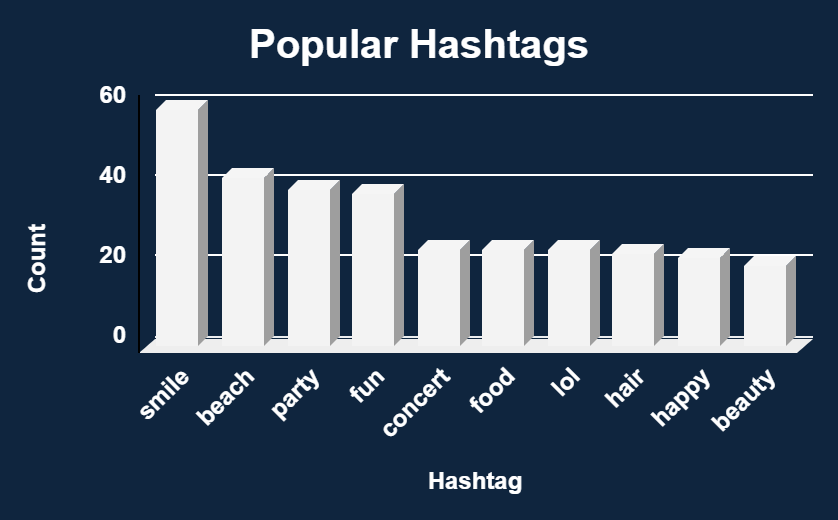 Popular Hashtags
60
40
20
0
Count
smile
beach
party
fun
concert
food
lol
hair
happy
beauty
Hashtag